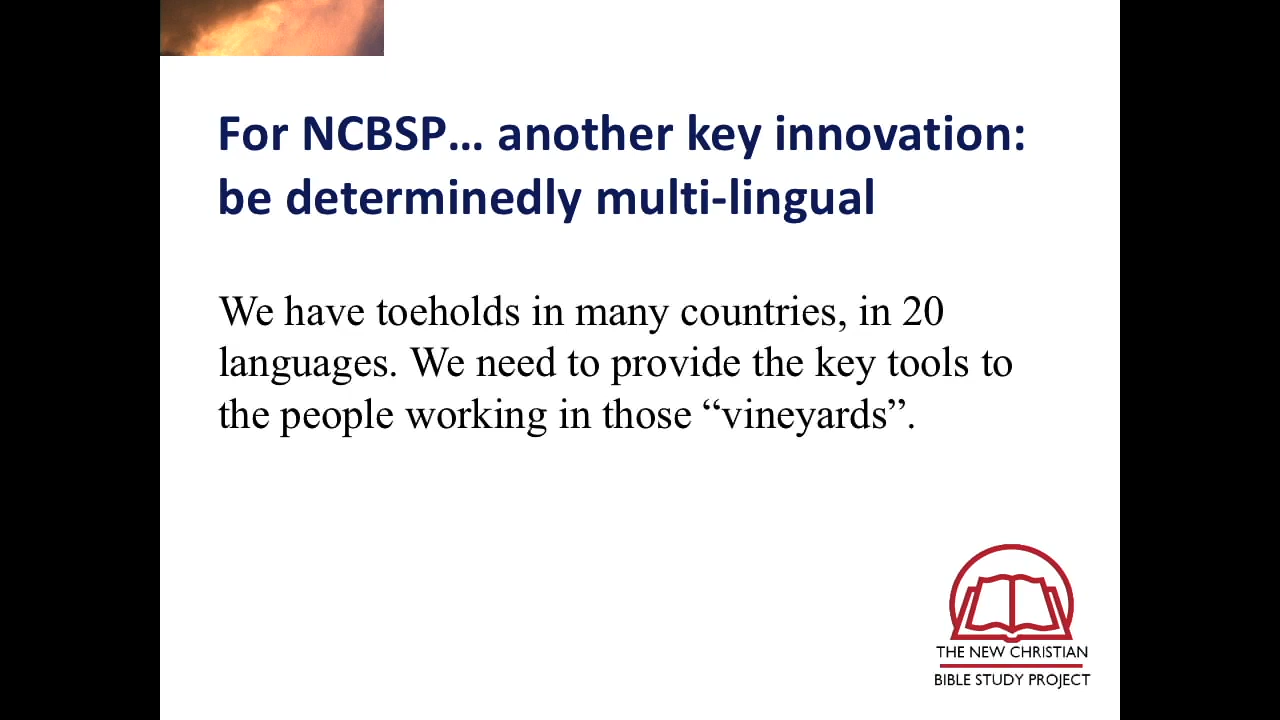 For NCBSP… another key innovation:
be determinedly multi-lingual
We have toeholds in many countries, in 20
languages. We need to provide the key tools to
the people working in those “vineyards”.
THE NEW CHRISTIAN
BIBLE STUDY PROJECT